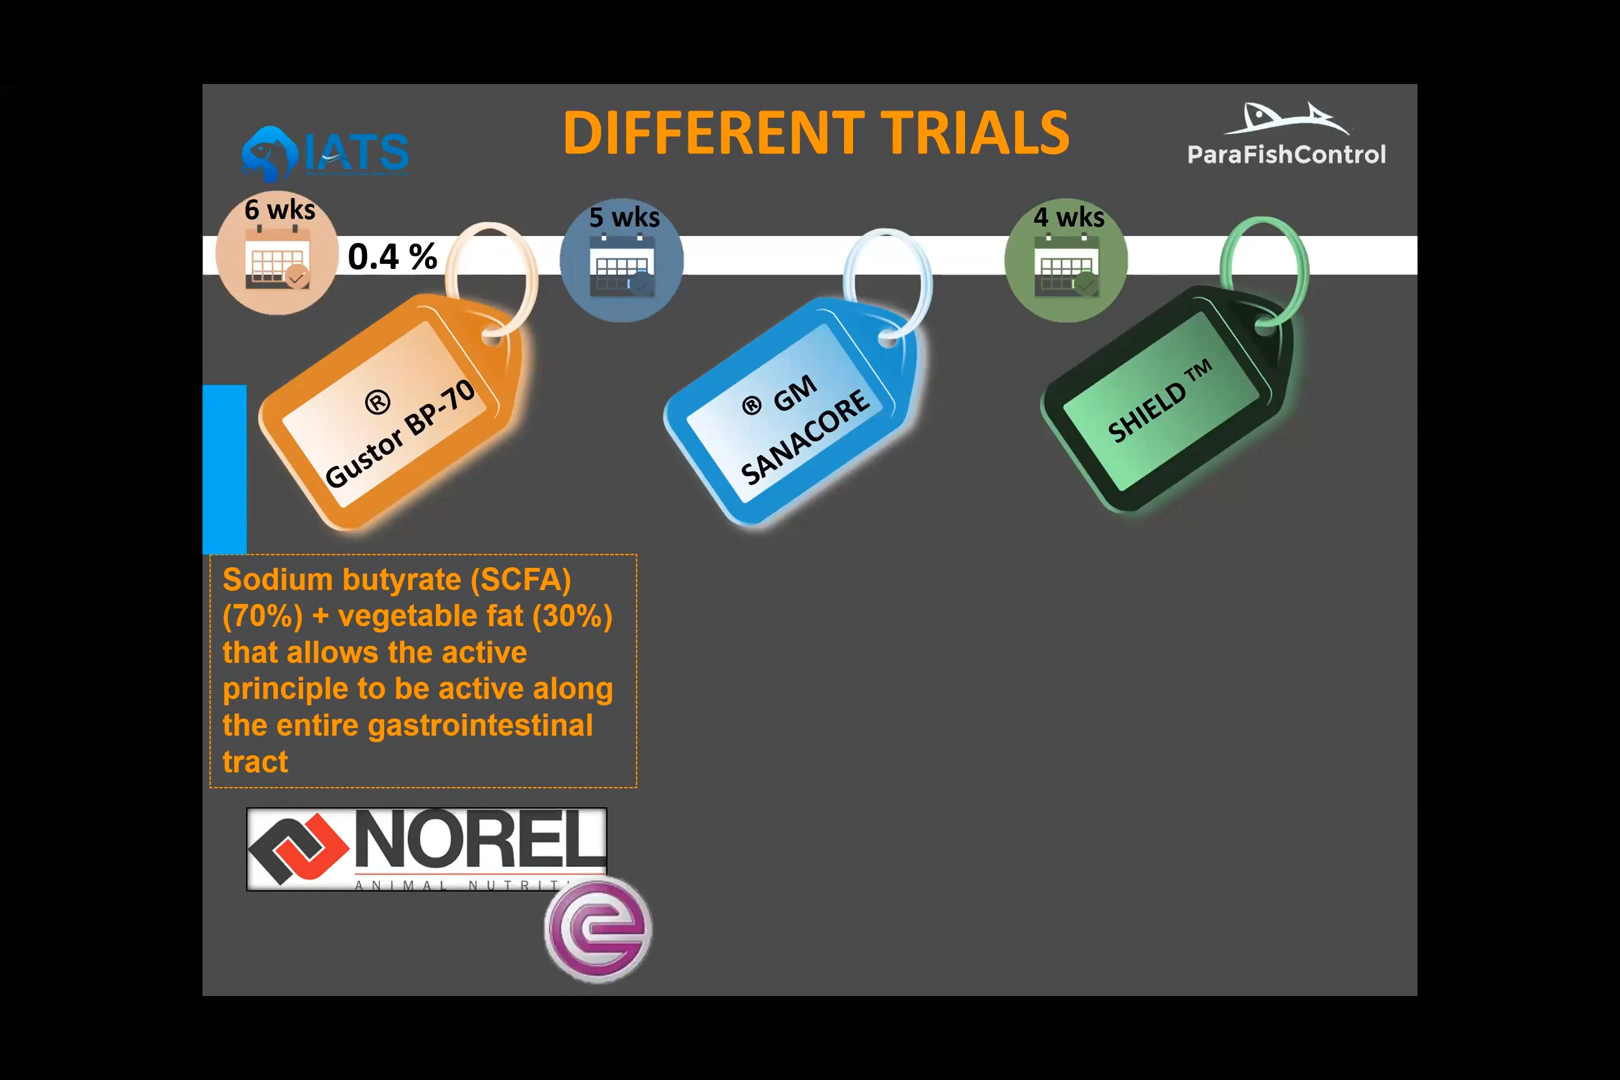 DIFFERENT TRIALS
IATS
ParaFishControl
6 wks
0.4 %
5 wks
4 wks
®
Gustor BP-70
® GM
SANACORE
SHIELD ™
Sodium butyrate (SCFA)
(70%) + vegetable fat (30%)
that allows the active
principle to be active along
the entire gastrointestinal
tract
NOREL
ANIMAL NUTRITI